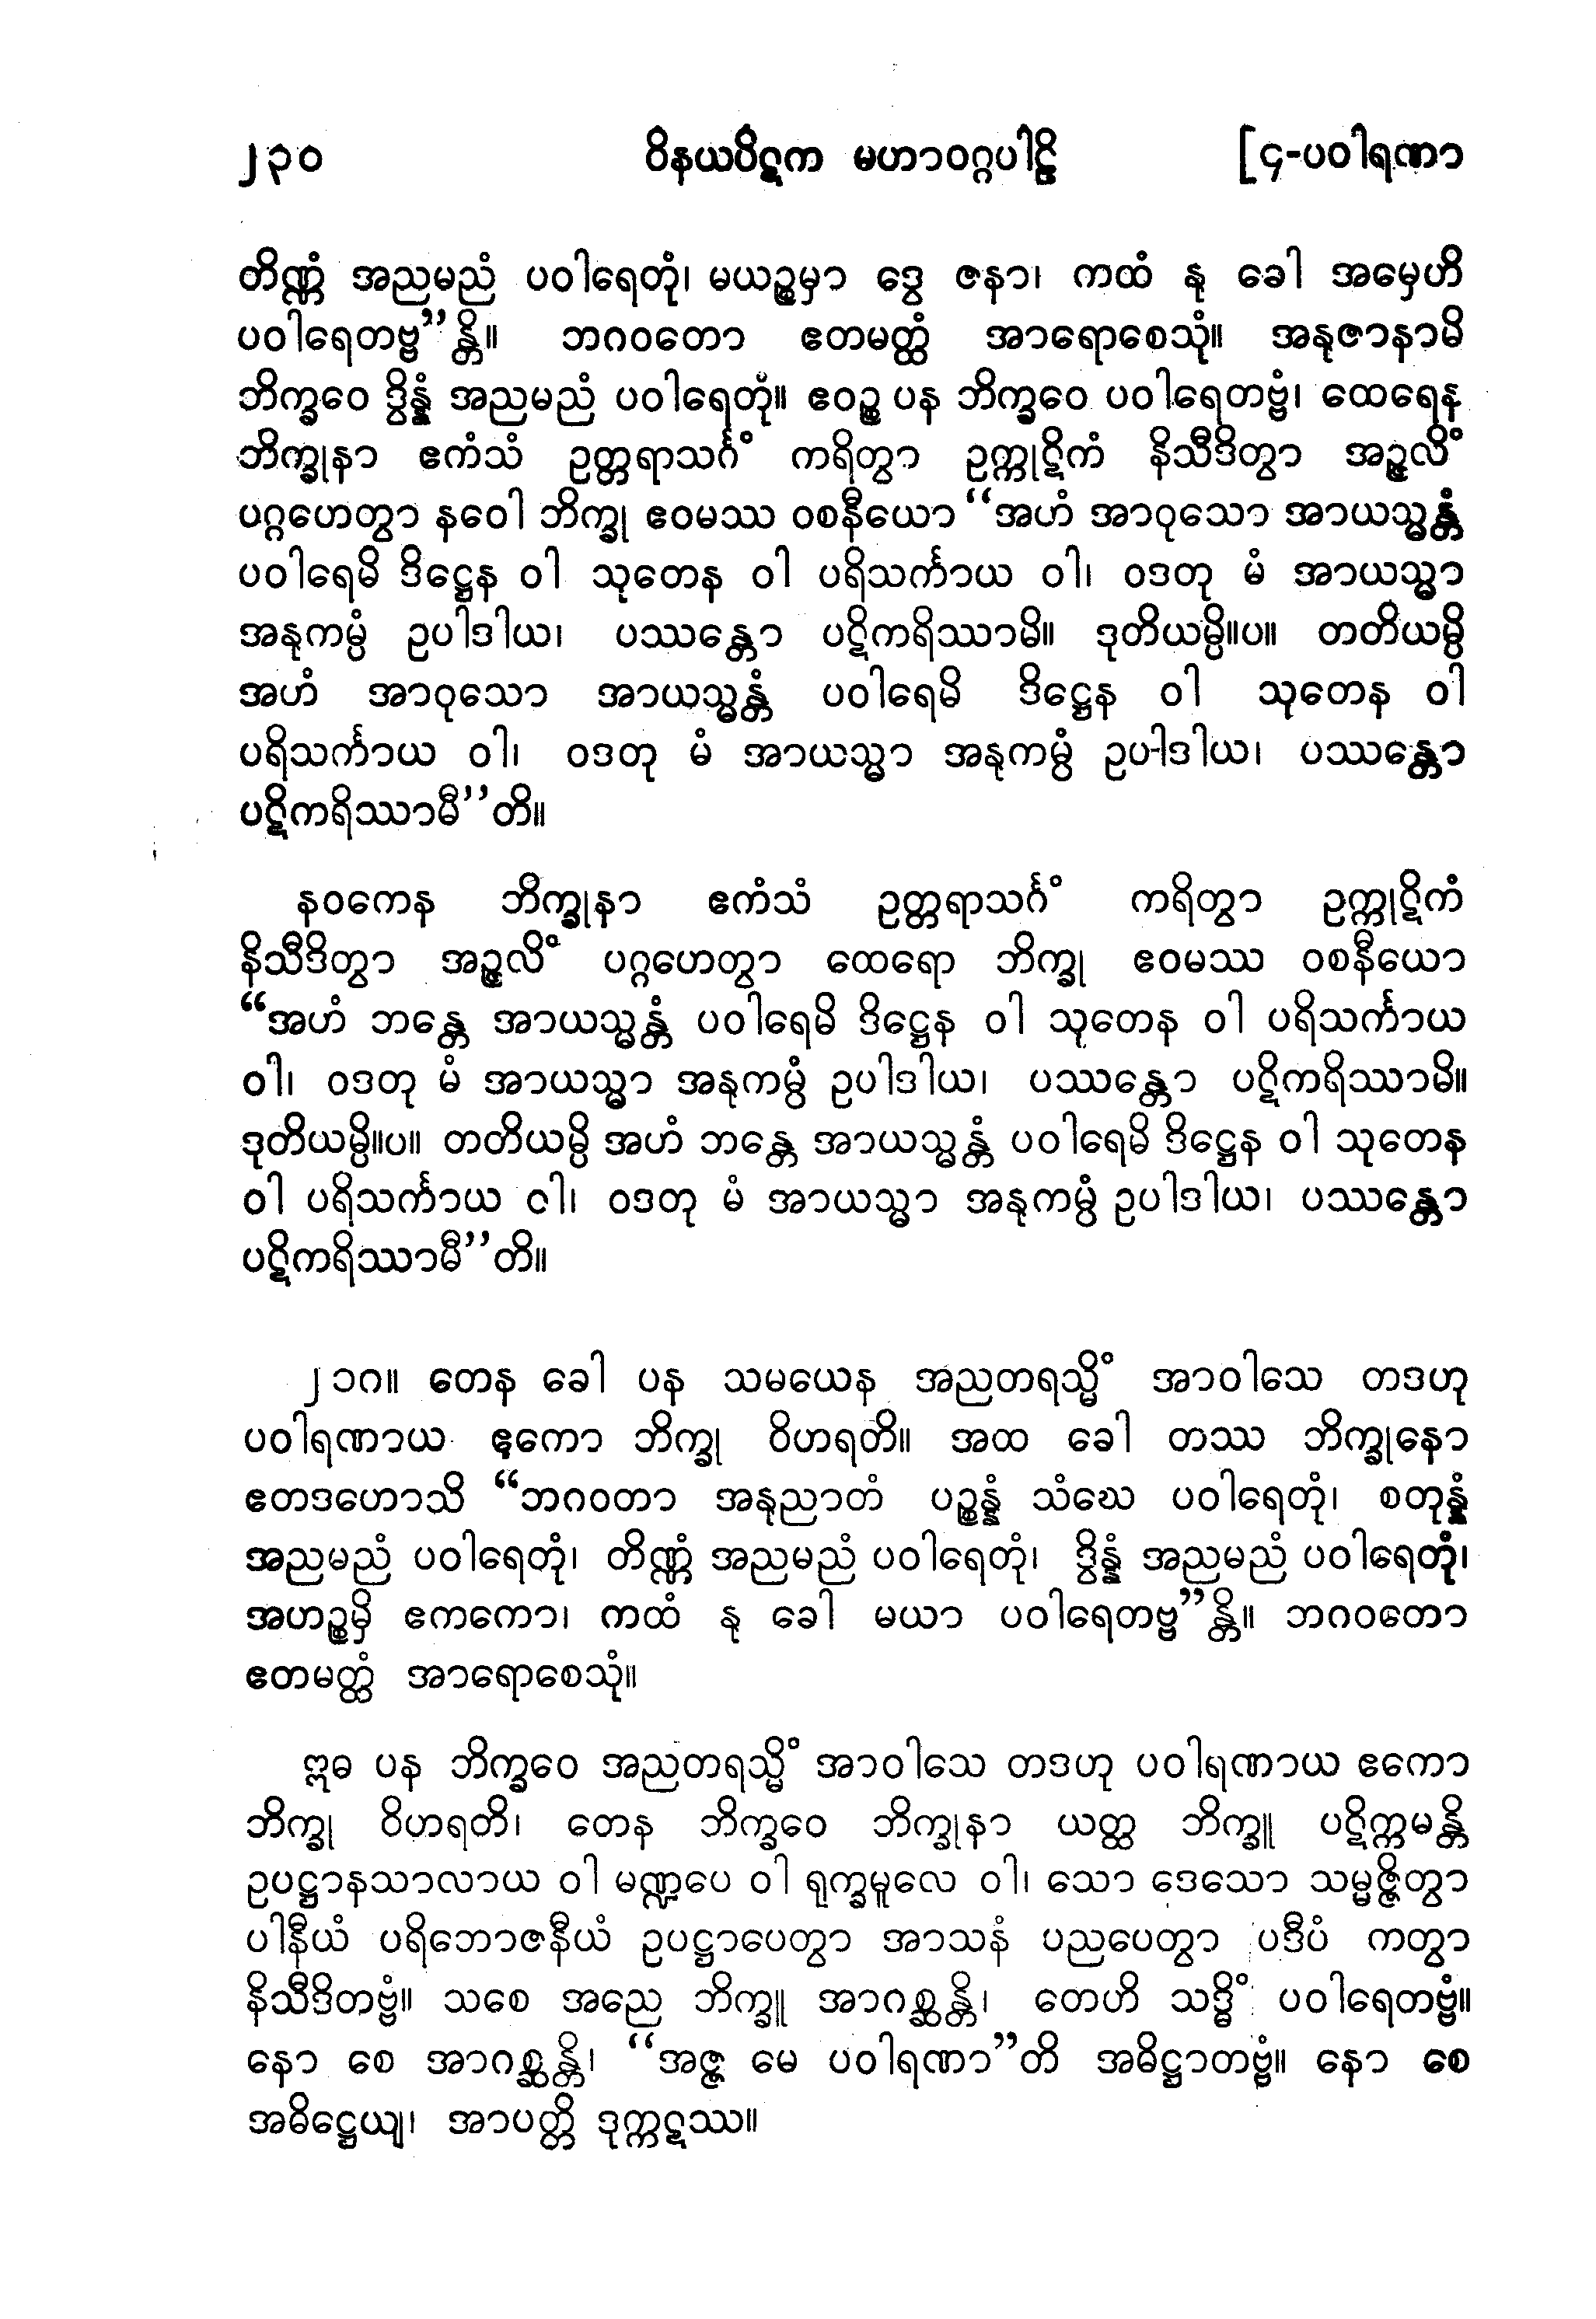 ၂၃၀ ဝိနယပိဋက မဟာဝဂ္ဂပါဠိ [၄-ပဝါရဏာ
တိဏ္ဏံ အညမညံ ပဝါရေတုံ၊ မယဉ္စမှာ ဒွေ ဇနာ၊ ကထံ နု ခေါ အမှေဟိ
ပဝါရေတဗ္ဗ”န္တိ။ ဘဂဝတော ဧတမတ္ထံ အာရောစေသုံ။ အနုဇာနာမိ
ဘိက္ခဝေ ဒွိန္နံ အညမညံ ပဝါရေတုံ။ ဧဝဉ္စ ပန ဘိက္ခဝေ ပဝါရေတဗ္ဗံ၊ ထေရေန
ဘိက္ခုနာ ဧကံသံ ဥတ္တရာသင်္ဂံ ကရိတွာ ဥက္ကုဋိကံ နိသီဒိတွာ အဉ္ဇလိံ
ပဂ္ဂဟေတွာ နဝေါ ဘိက္ခု ဧဝမဿ ဝစနီယော “အဟံ အာဝုသော အာယသ္မန္တံ
ပဝါရေမိ ဒိဋ္ဌေန ဝါ သုတေန ဝါ ပရိသင်္ကာယ ဝါ၊ ဝဒတု မံ အာယသ္မာ
အနုကမ္ပံ ဥပါဒါယ၊ ပဿန္တော ပဋိကရိဿာမိ။ ဒုတိယမ္ပိ။ပ။ တတိယမ္ပိ
အဟံ အာဝုသော အာယသ္မန္တံ ပဝါရေမိ ဒိဋ္ဌေန ဝါ သုတေန ဝါ
ပရိသင်္ကာယ ဝါ၊ ဝဒတု မံ အာယသ္မာ အနုကမ္ပံ ဥပါဒါယ၊ ပဿန္တော
ပဋိကရိဿာမီ”တိ။
နဝကေန ဘိက္ခုနာ ဧကံသံ ဥတ္တရာသင်္ဂံ ကရိတွာ ဥက္ကုဋိကံ
နိသီဒိတွာ အဉ္ဇလိံ ပဂ္ဂဟေတွာ ထေရော ဘိက္ခု ဧဝမဿ ဝစနီယော
“အဟံ ဘန္တေ အာယသ္မန္တံ ပဝါရေမိ ဒိဋ္ဌေန ဝါ သုတေန ဝါ ပရိသင်္ကာယ
ဝါ၊ ဝဒတု မံ အာယသ္မာ အနုကမ္ပံ ဥပါဒါယ၊ ပဿန္တော ပဋိကရိဿာမိ။
ဒုတိယမ္ပိ။ပ။ တတိယမ္ပိ အဟံ ဘန္တေ အာယသ္မန္တံ ပဝါရေမိ ဒိဋ္ဌေန ဝါ သုတေန
ဝါ ပရိသင်္ကာယ ဝါ၊ ဝဒတု မံ အာယသ္မာ အနုကမ္ပံ ဥပါဒါယ၊ ပဿန္တော
ပဋိကရိဿာမီ”တိ။
၂၁၈။ တေန ခေါ ပန သမယေန အညတရသ္မိံ အာဝါသေ တဒဟု
ပဝါရဏာယ ဧကော ဘိက္ခု ဝိဟရတိ။ အထ ခေါ တဿ ဘိက္ခုနော
ဧတဒဟောသိ “ဘဂဝတာ အနုညာတံ ပဉ္စန္နံ သံဃေ ပဝါရေတုံ၊ စတုန္နံ
အညမညံ ပဝါရေတုံ၊ တိဏ္ဏံ အညမညံ ပဝါရေတုံ၊ ဒွိန္နံ အညမညံ ပဝါရေတုံ၊
အဟဉ္စမှိ ဧကကော၊ ကထံ နု ခေါ မယာ ပဝါရေတဗ္ဗ”န္တိ။ ဘဂဝတော
ဧတမတ္ထံ အာရောစေသုံ။
ဣဓ ပန ဘိက္ခဝေ အညတရသ္မိံ အာဝါသေ တဒဟု ပဝါရဏာယ ဧကော
ဘိက္ခု ဝိဟရတိ၊ တေန ဘိက္ခဝေ ဘိက္ခုနာ ယတ္ထ ဘိက္ခူ ပဋိက္ကမန္တိ
ဥပဋ္ဌာနသာလာယ ဝါ မဏ္ဍပေ ဝါ ရုက္ခမူလေ ဝါ၊ သော ဒေသော သမ္မဇ္ဇိတွာ
ပါနီယံ ပရိဘောဇနီယံ ဥပဋ္ဌာပေတွာ အာသနံ ပညပေတွာ ပဒီပံ ကတွာ
နိသီဒိတဗ္ဗံ။ သစေ အညေ ဘိက္ခူ အာဂစ္ဆန္တိ၊ တေဟိ သဒ္ဓိံ ပဝါရေတဗ္ဗံ။
နော စေ အာဂစ္ဆန္တိ၊ “အဇ္ဇ မေ ပဝါရဏာ”တိ အဓိဋ္ဌာတဗ္ဗံ။ နော စေ
အဓိဋ္ဌေယျ၊ အာပတ္တိ ဒုက္ကဋဿ။